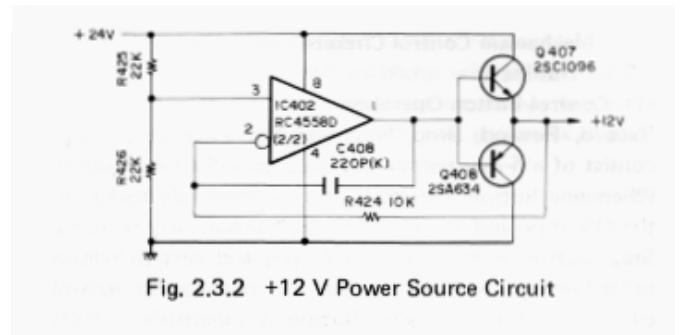 + 24V
R425
22K
R426
22K
3
2
8
IC402
RC4558D
(2/2)
1
4
C408
220P(K)
R424 10K
Q407
2SC1096
+12V
Q408
2SA634
Fig. 2.3.2 +12 V Power Source Circuit